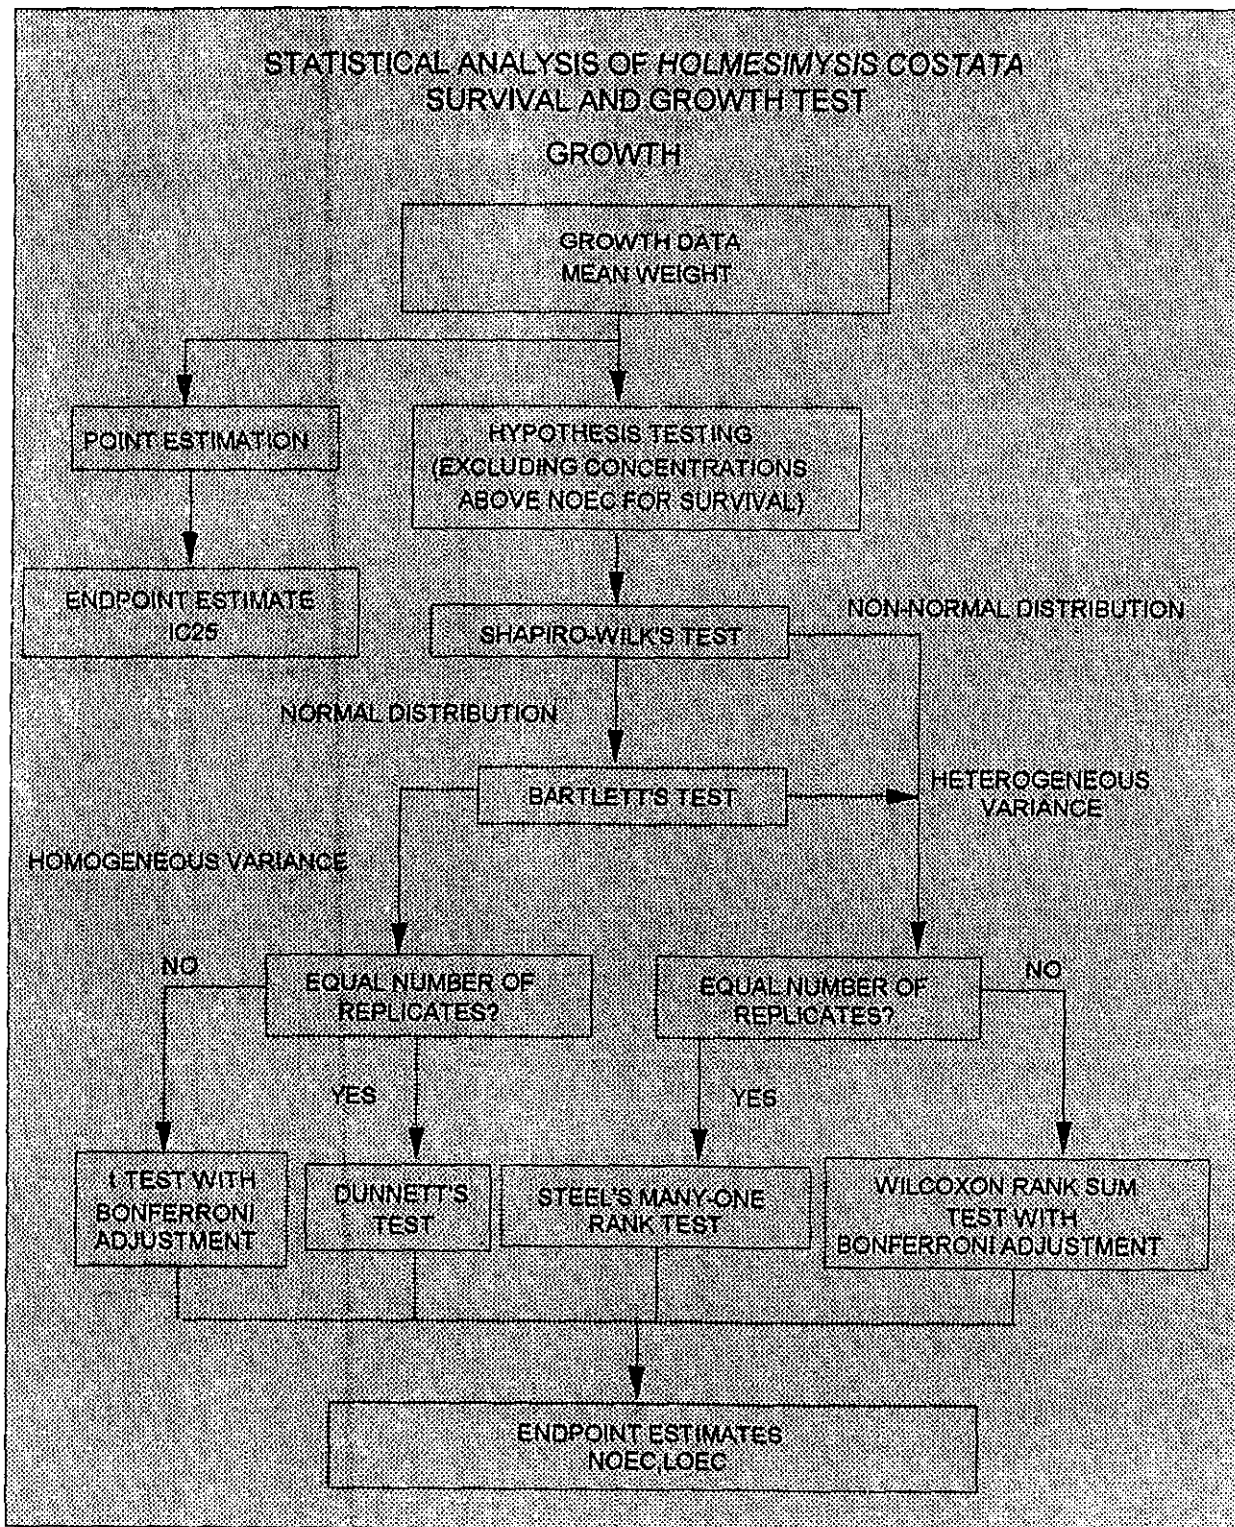 STATISTICAL ANALYSIS OF HOLMESIMYSIS COSTATA
SURVIVAL AND GROWTH TEST
GROWTH
GROWTH DATA
MEAN WEIGHT
POINT ESTIMATION
HYPOTHESIS TESTING
(EXCLUDING CONCENTRATIONS
ABOVE NOEC FOR SURVIVAL)
ENDPOINT ESTIMATE
IC25
SHAPIRO-WILK'S TEST
NON-NORMAL DISTRIBUTION
NORMAL DISTRIBUTION
BARTLETT'S TEST
HETEROGENEOUS
VARIANCE
HOMOGENEOUS VARIANCE
NO
EQUAL NUMBER OF
REPLICATES?
EQUAL NUMBER OF
REPLICATES?
NO
YES
YES
t TEST WITH
BONFERRONI
ADJUSTMENT
DUNNETT'S
TEST
STEEL'S MANY-ONE
RANK TEST
WILCOXON RANK SUM
TEST WITH
BONFERRONI ADJUSTMENT
ENDPOINT ESTIMATES
NOEC,LOEC